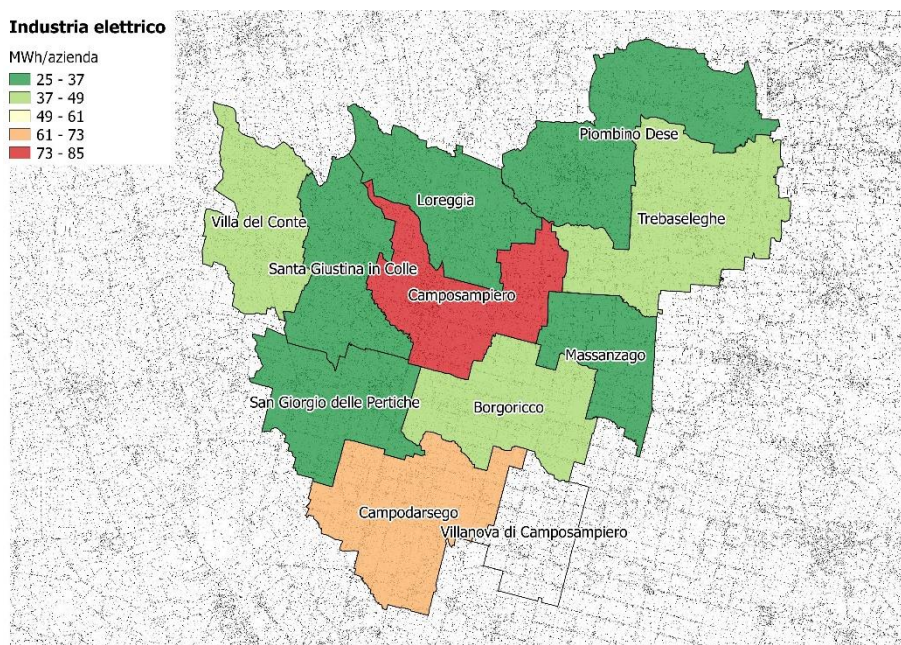 Industria elettrico
MWh/azienda
25 - 37
37 - 49
49 - 61
61 - 73
73 - 85
Piombino Dese
Loreggia
Trebaseleghe
Villa del Conte
Santa Giustina in Colle
Camposampiero
Massanzago
San Giorgio delle Pertiche
Borgoricco
Campodarsego
Villanova di Camposampiero